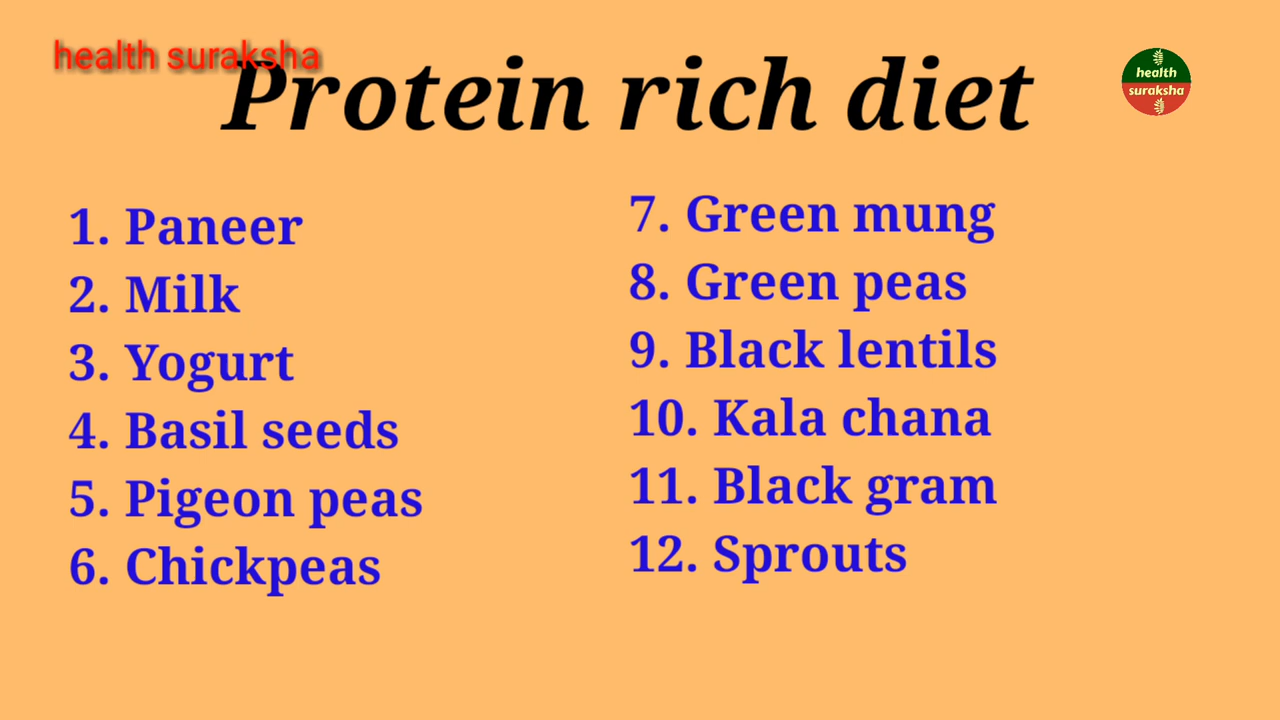 health suraksha
Protein rich diet
health
suraksha
1. Paneer
2. Milk
3. Yogurt
4. Basil seeds
5. Pigeon peas
6. Chickpeas
7. Green mung
8. Green peas
9. Black lentils
10. Kala chana
11. Black gram
12. Sprouts